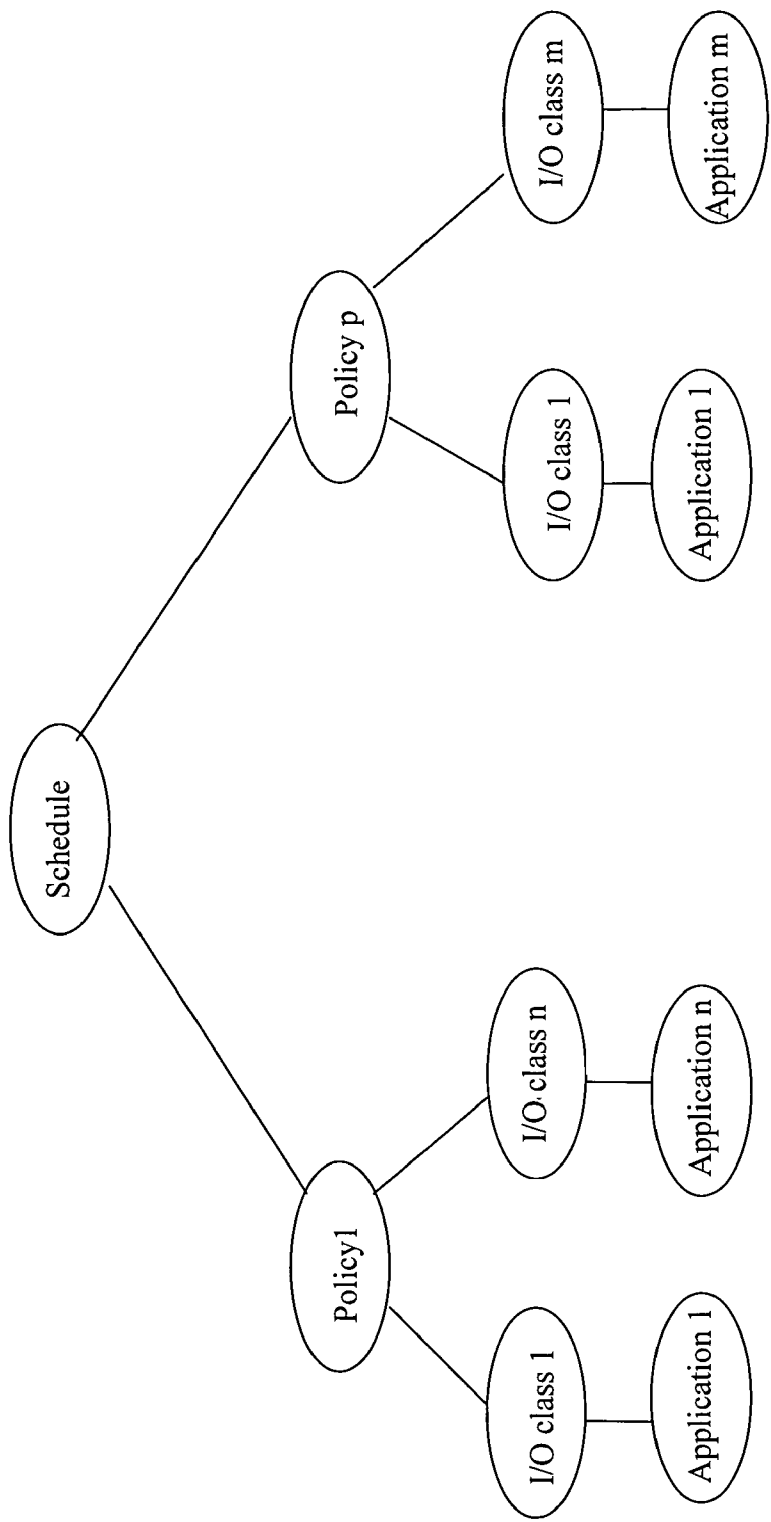 Schedule
Policy1
Policy p
I/O class 1
I/O class n
I/O class 1
I/O class m
Application 1
Application n
Application 1
Application m